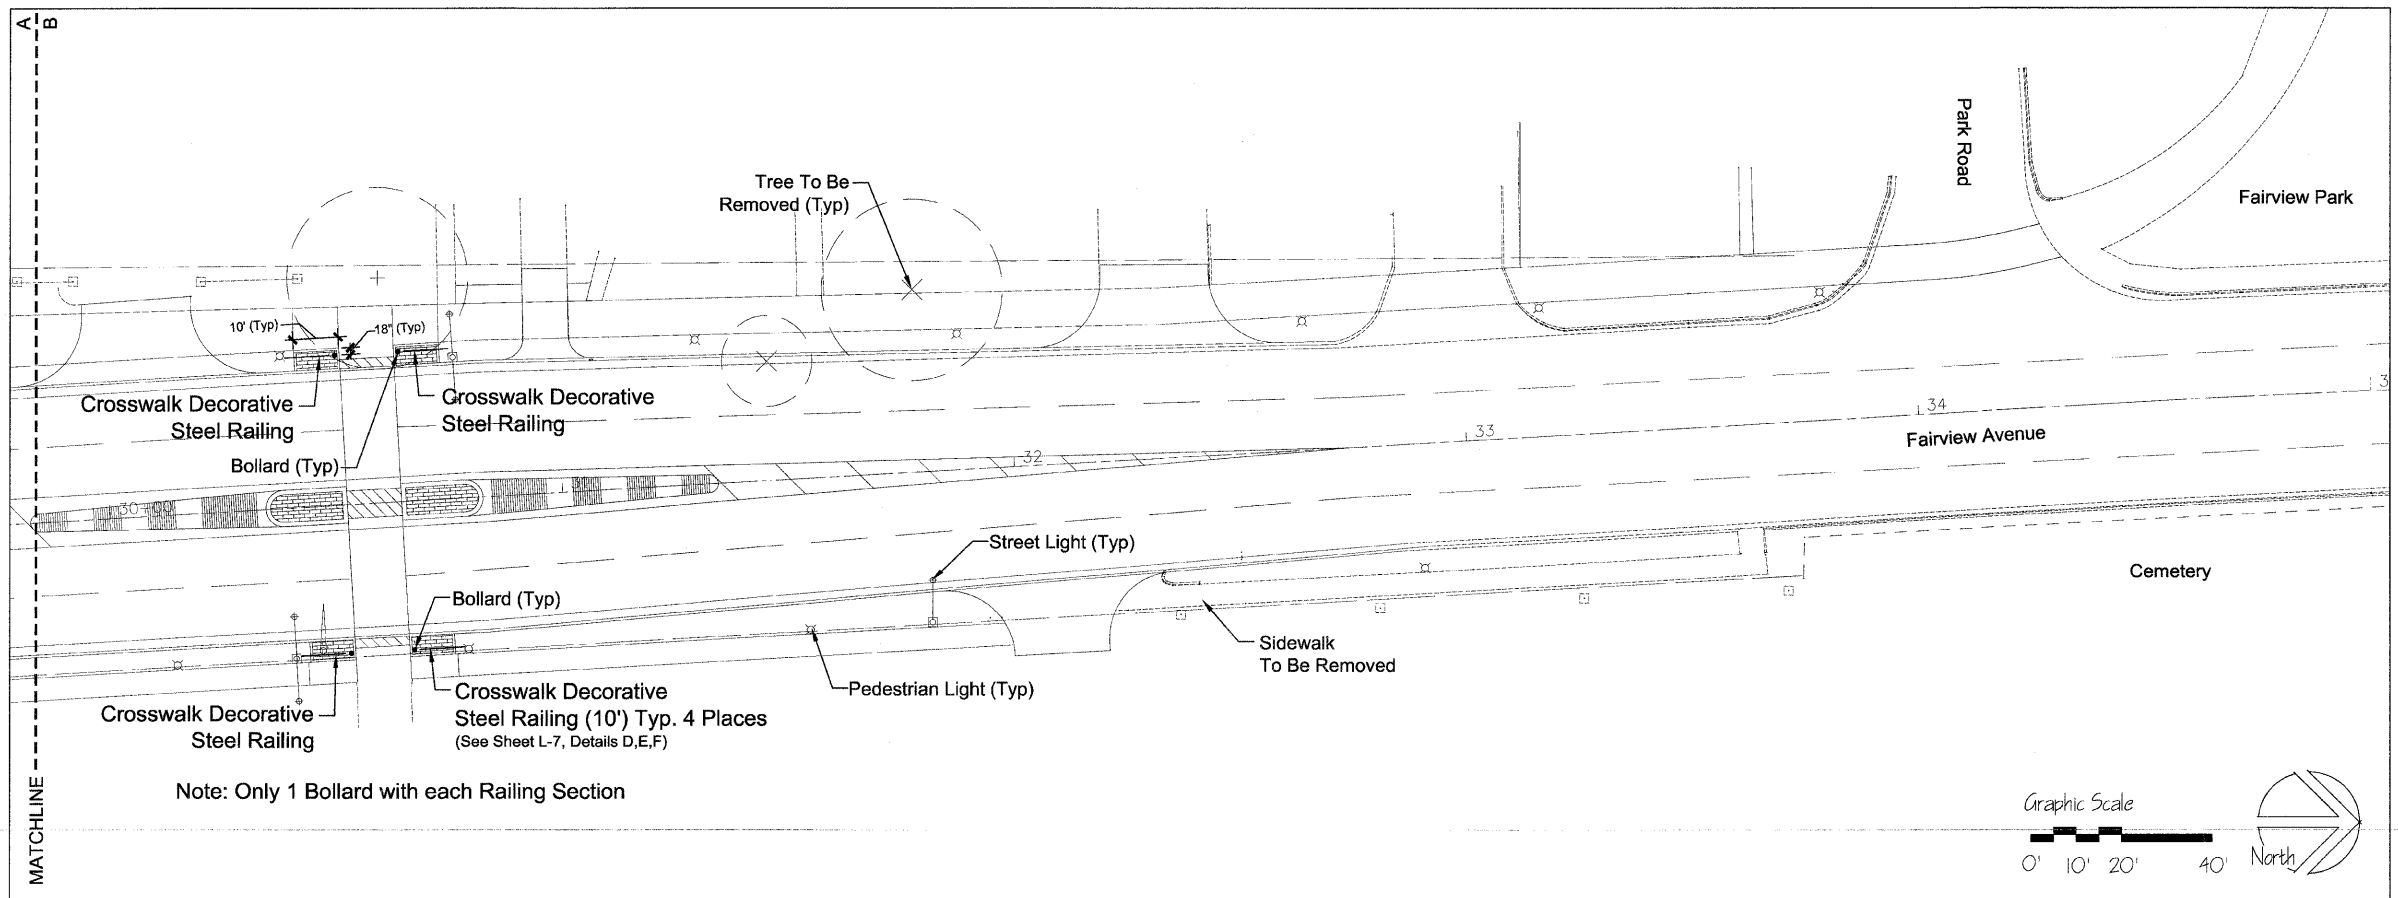 A
B
Park Road
Tree To Be
Removed (Typ)
Fairview Park
10' (Typ)
18" (Typ)
Crosswalk Decorative
Steel Railing
Crosswalk Decorative
Steel Railing
Bollard (Typ)
34
33
32
Fairview Avenue
30+00
Street Light (Typ)
Cemetery
Bollard (Typ)
Sidewalk
To Be Removed
Pedestrian Light (Typ)
Crosswalk Decorative
Steel Railing (10') Typ. 4 Places
(See Sheet L-7, Details D,E,F)
Crosswalk Decorative
Steel Railing
Note: Only 1 Bollard with each Railing Section
MATCHLINE
Graphic Scale
0' 10' 20' 40'
North